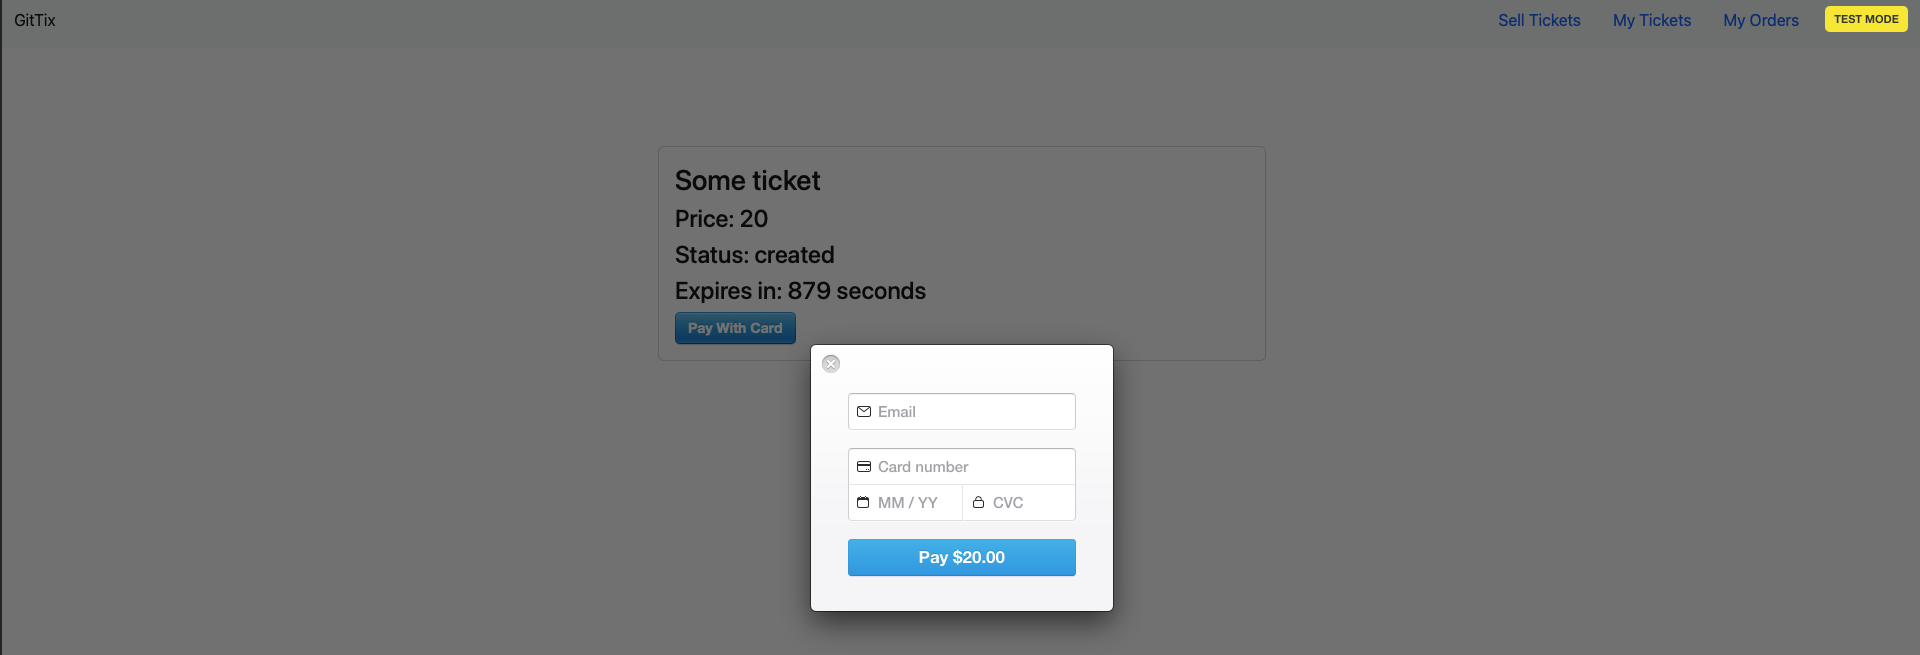 GitTix
Sell Tickets My Tickets My Orders TEST MODE
Some ticket
Price: 20
Status: created
Expires in: 879 seconds
Pay With Card
Email
Card number
MM / YY CVC
Pay $20.00